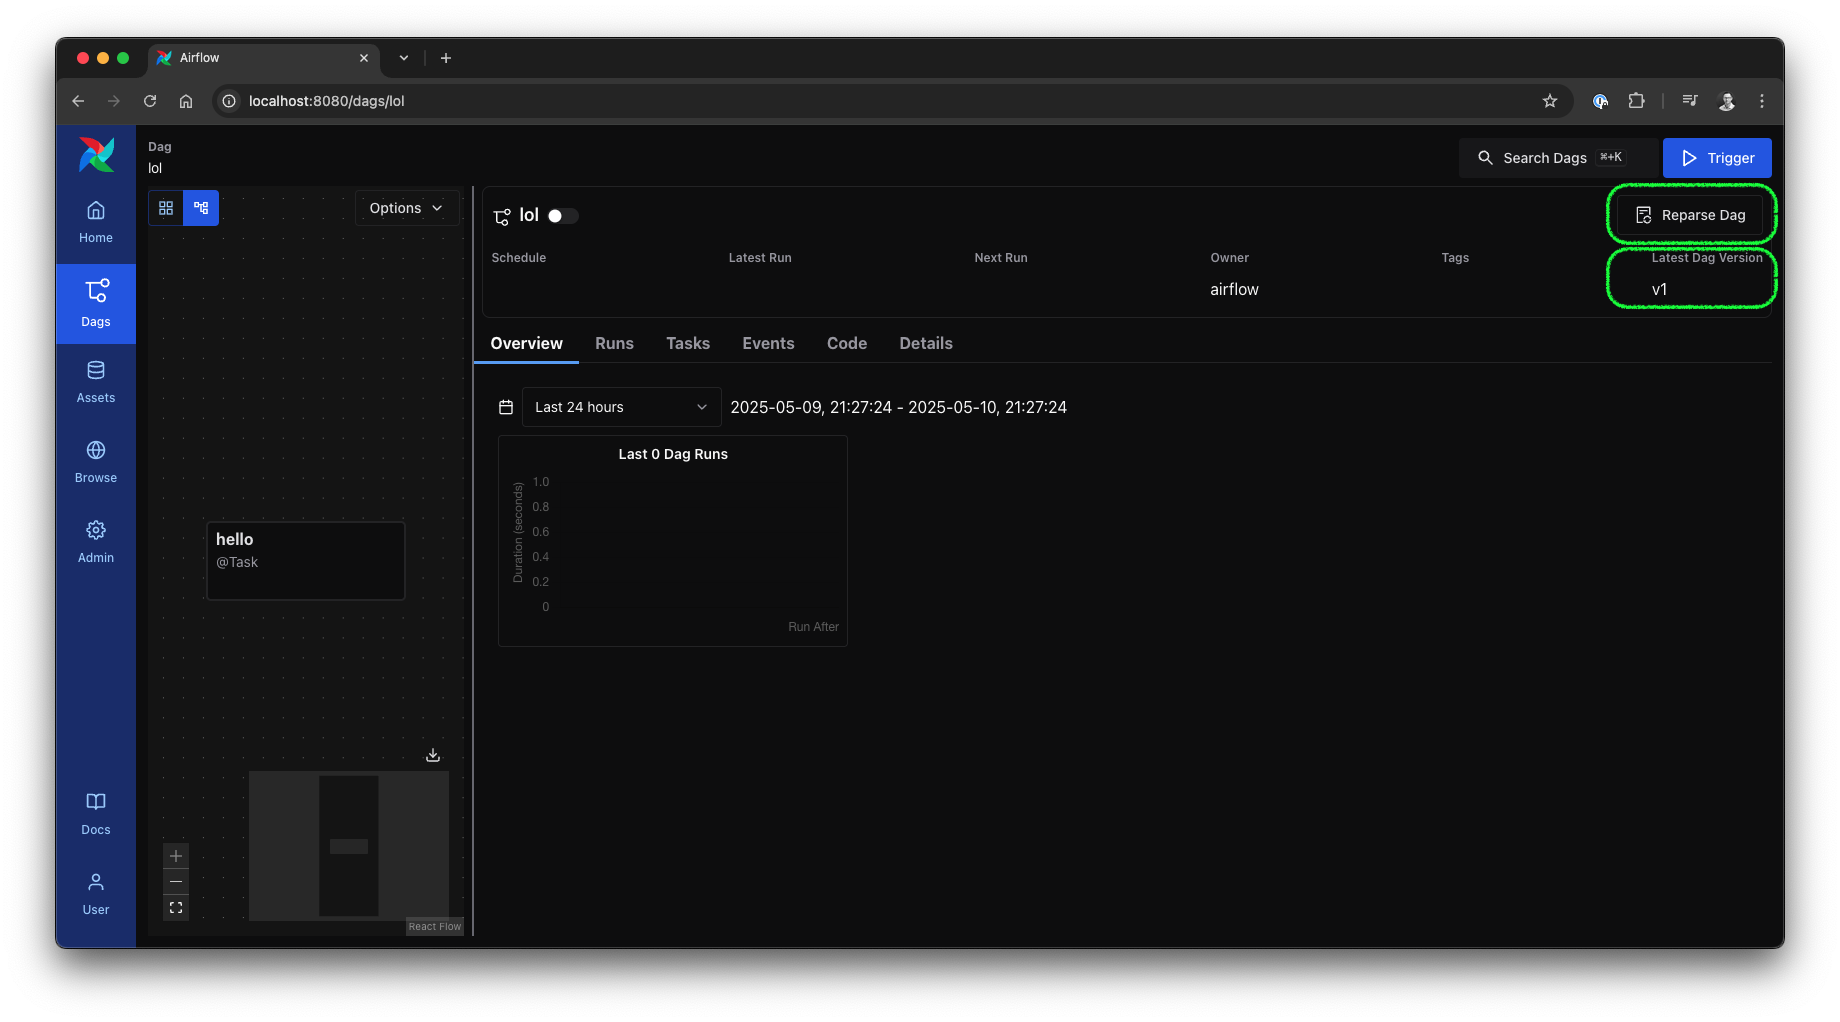 Airflow
localhost:8080/dags/lol
Dag
lol
Search Dags ⌘+K
Trigger
Home
Dags
Assets
Browse
Admin
Docs
User
Options
hello
@Task
React Flow
lol
Reparse Dag
Schedule Latest Run Next Run Owner Tags Latest Dag Version
airflow v1
Overview Runs Tasks Events Code Details
Last 24 hours 2025-05-09, 21:27:24 - 2025-05-10, 21:27:24
Last 0 Dag Runs
Duration (seconds)
1.0
0.8
0.6
0.4
0.2
0
Run After